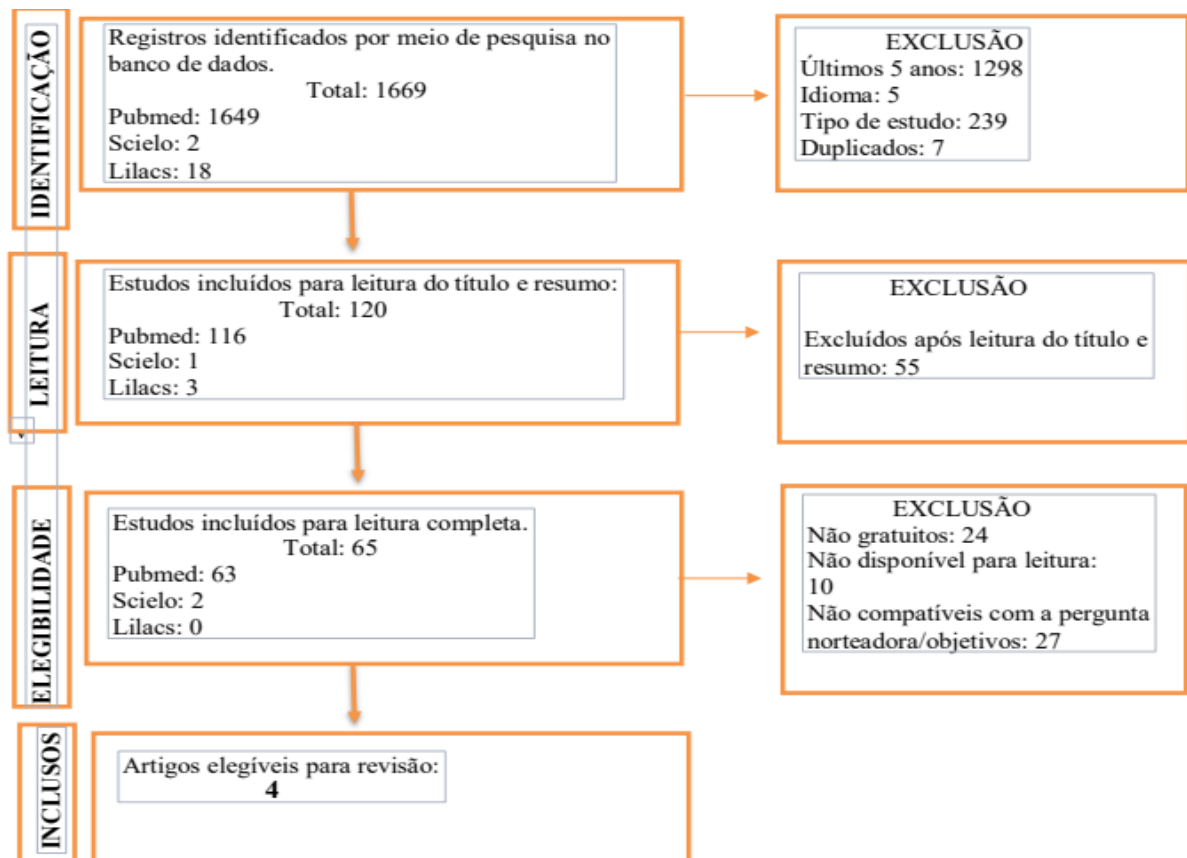 IDENTIFICAÇÃO
Registros identificados por meio de pesquisa no
banco de dados.
Total: 1669
Pubmed: 1649
Scielo: 2
Lilacs: 18
EXCLUSÃO
Últimos 5 anos: 1298
Idioma: 5
Tipo de estudo: 239
Duplicados: 7
LEITURA
Estudos incluídos para leitura do título e resumo:
Total: 120
Pubmed: 116
Scielo: 1
Lilacs: 3
EXCLUSÃO
Excluídos após leitura do título e
resumo: 55
ELEGIBILIDADE
Estudos incluídos para leitura completa.
Total: 65
Pubmed: 63
Scielo: 2
Lilacs: 0
EXCLUSÃO
Não gratuitos: 24
Não disponível para leitura:
10
Não compatíveis com a pergunta
norteadora/objetivos: 27
INCLUSOS
Artigos elegíveis para revisão:
4